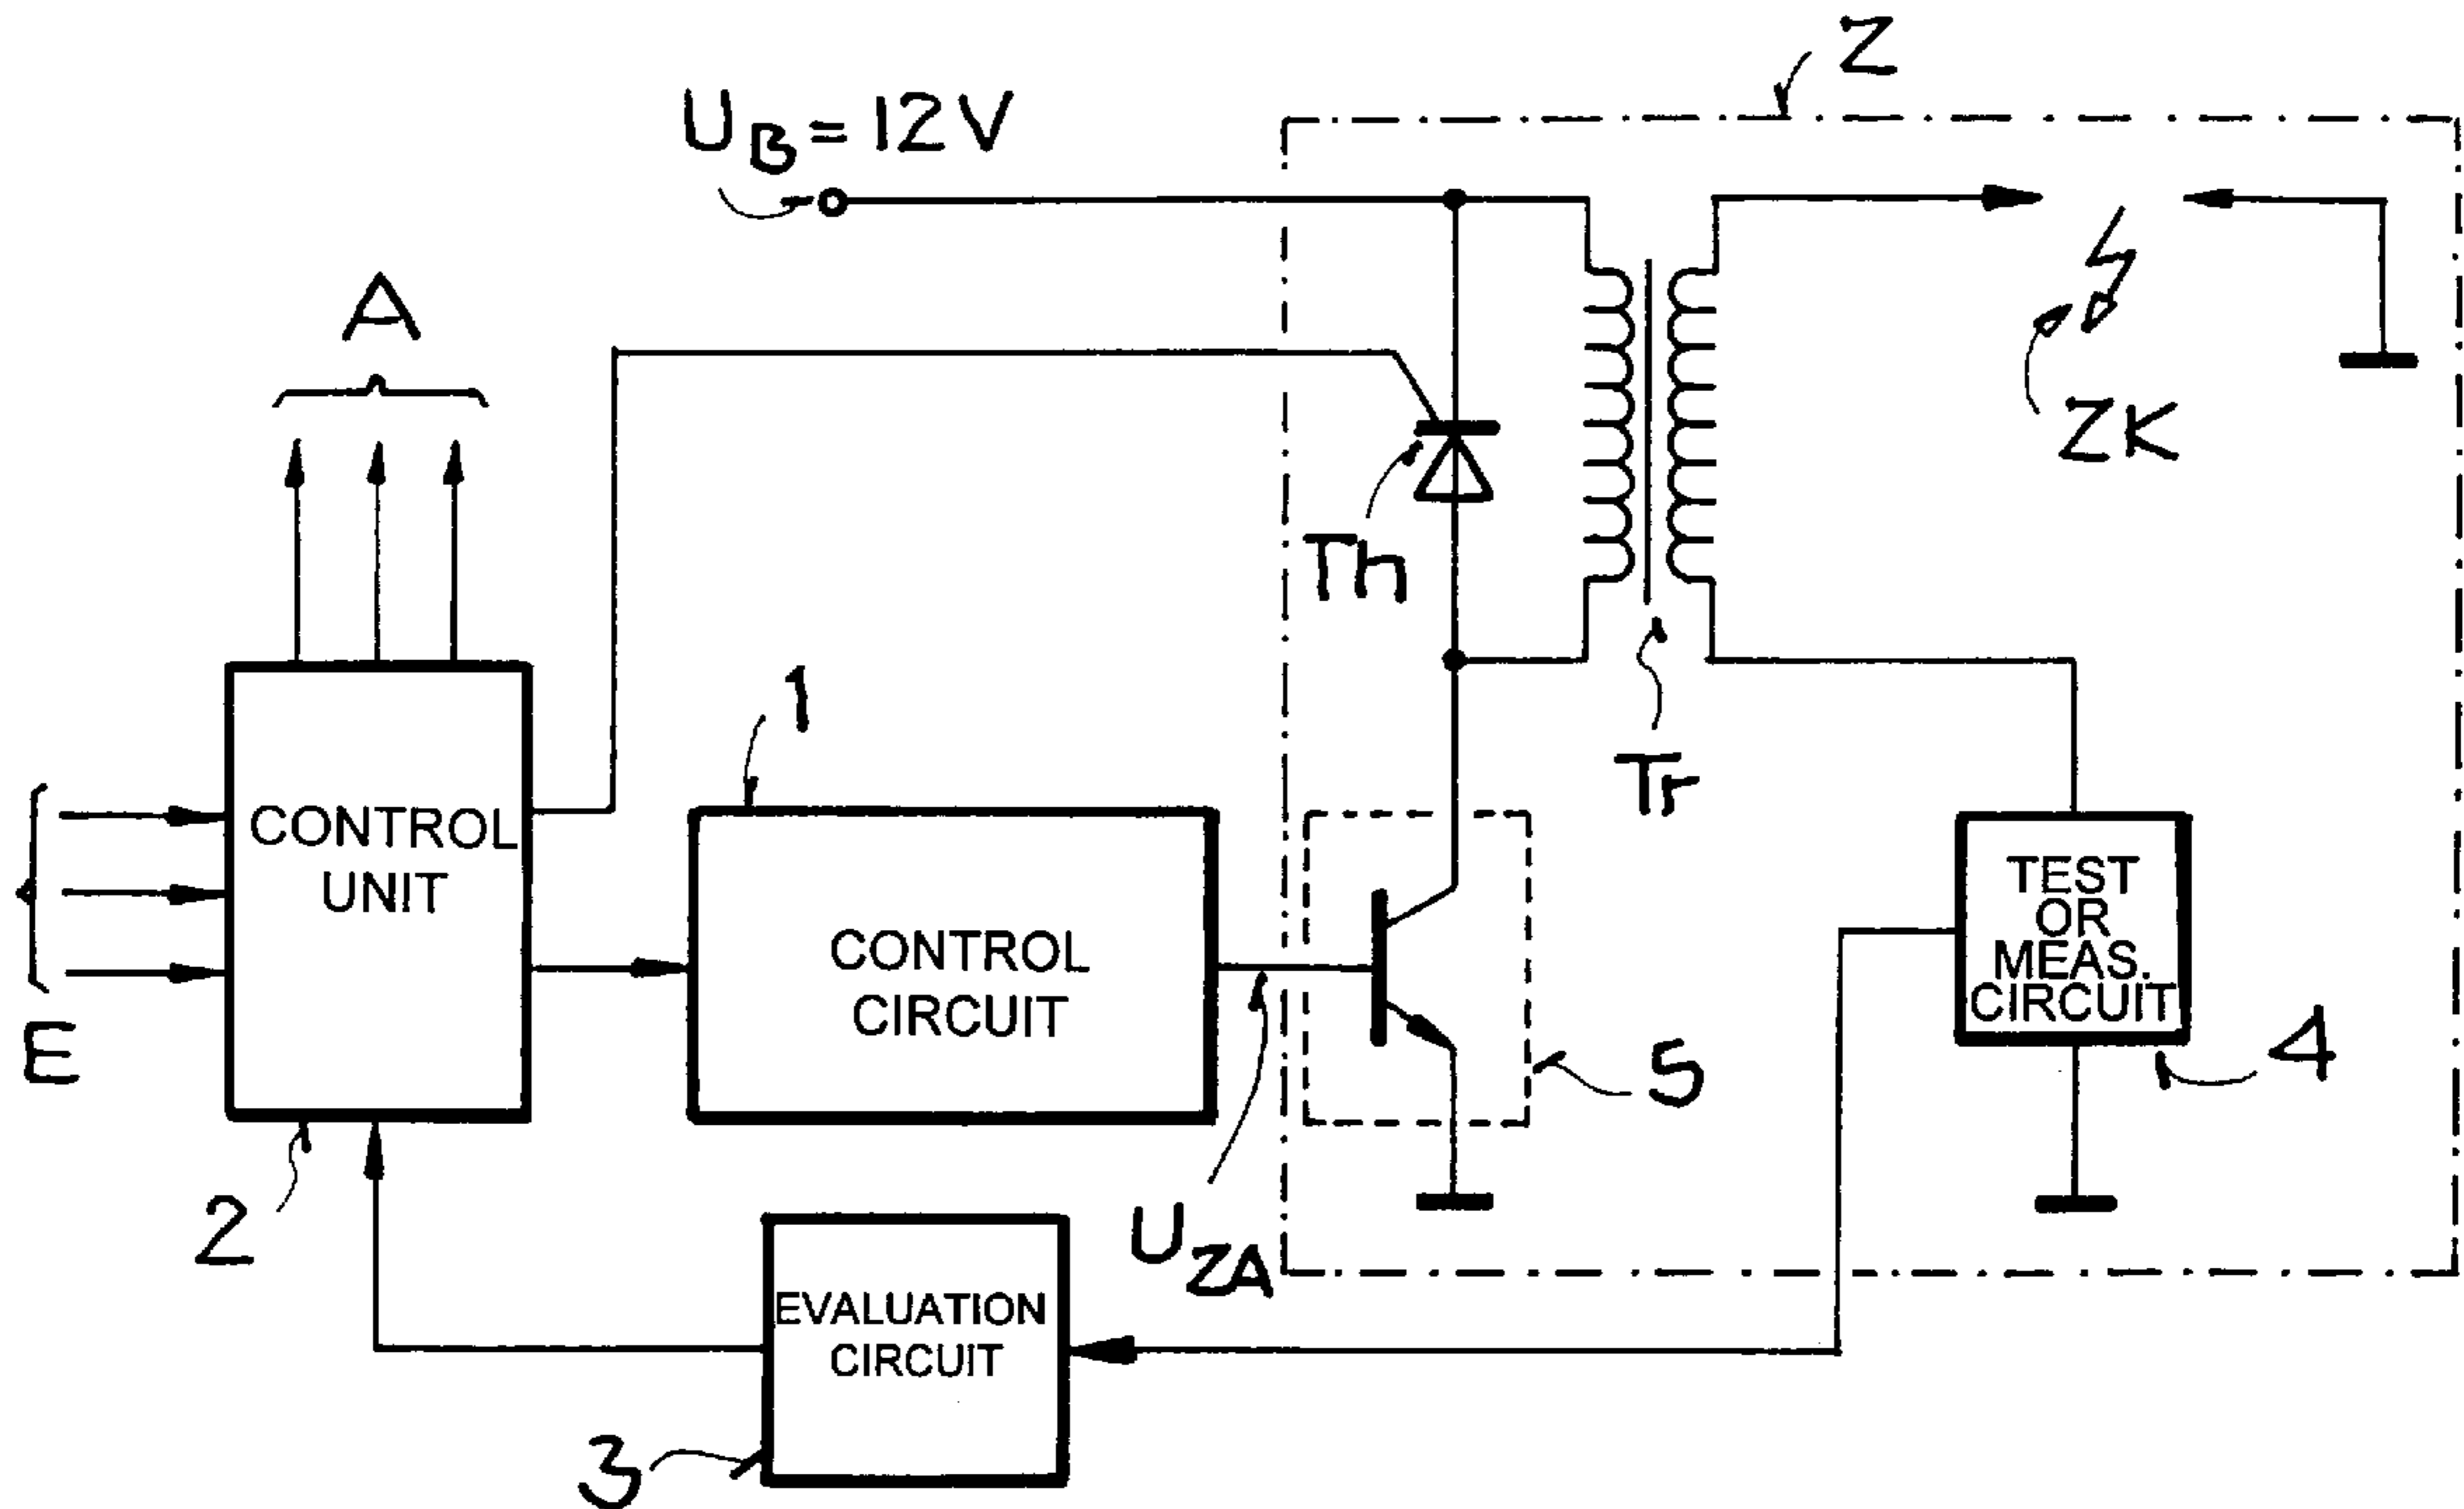 Z
U_B = 12V
A
ZK
Th
1
Tr
CONTROL
UNIT
CONTROL
CIRCUIT
TEST
OR
MEAS.
CIRCUIT
E
5
4
2
U_ZA
EVALUATION
CIRCUIT
3